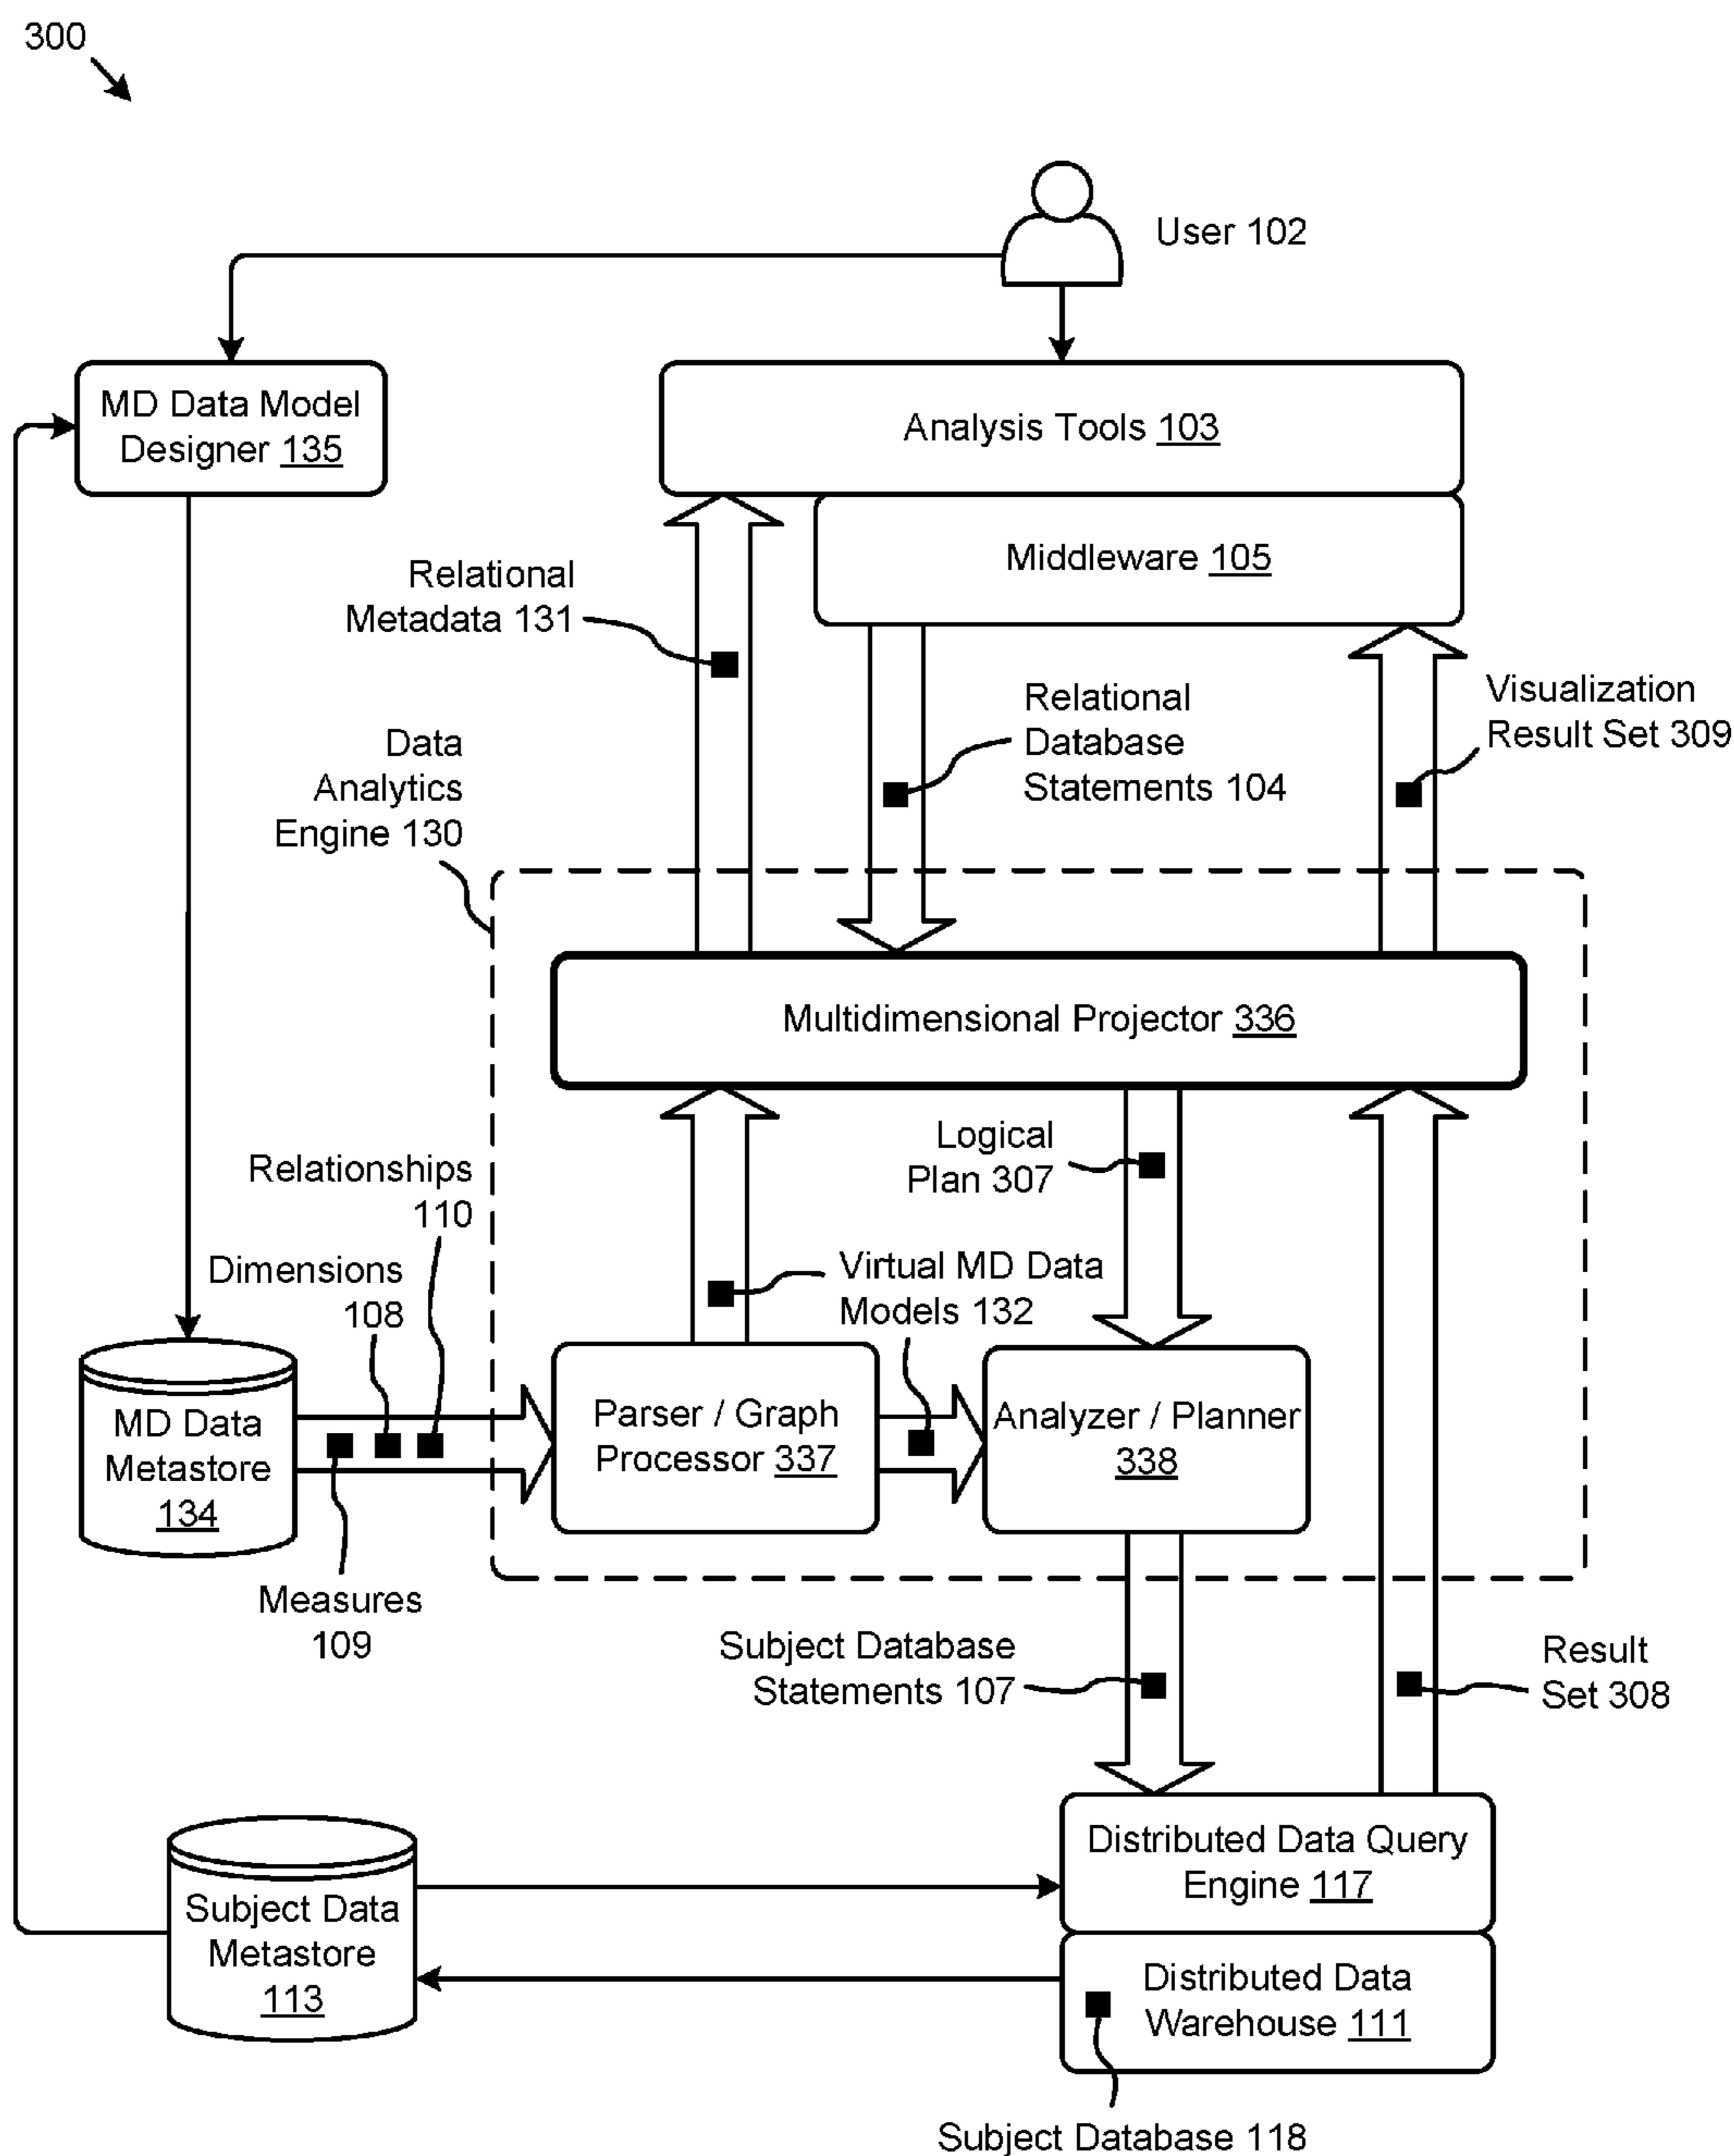 300
User 102
MD Data Model
Designer 135
Analysis Tools 103
Middleware 105
Relational
Metadata 131
Relational
Database
Statements 104
Visualization
Result Set 309
Data
Analytics
Engine 130
Multidimensional Projector 336
Logical
Plan 307
Relationships
110
Dimensions
108
Virtual MD Data
Models 132
MD Data
Metastore
134
Parser / Graph
Processor 337
Analyzer / Planner
338
Measures
109
Subject Database
Statements 107
Result
Set 308
Distributed Data Query
Engine 117
Subject Data
Metastore
113
Distributed Data
Warehouse 111
Subject Database 118